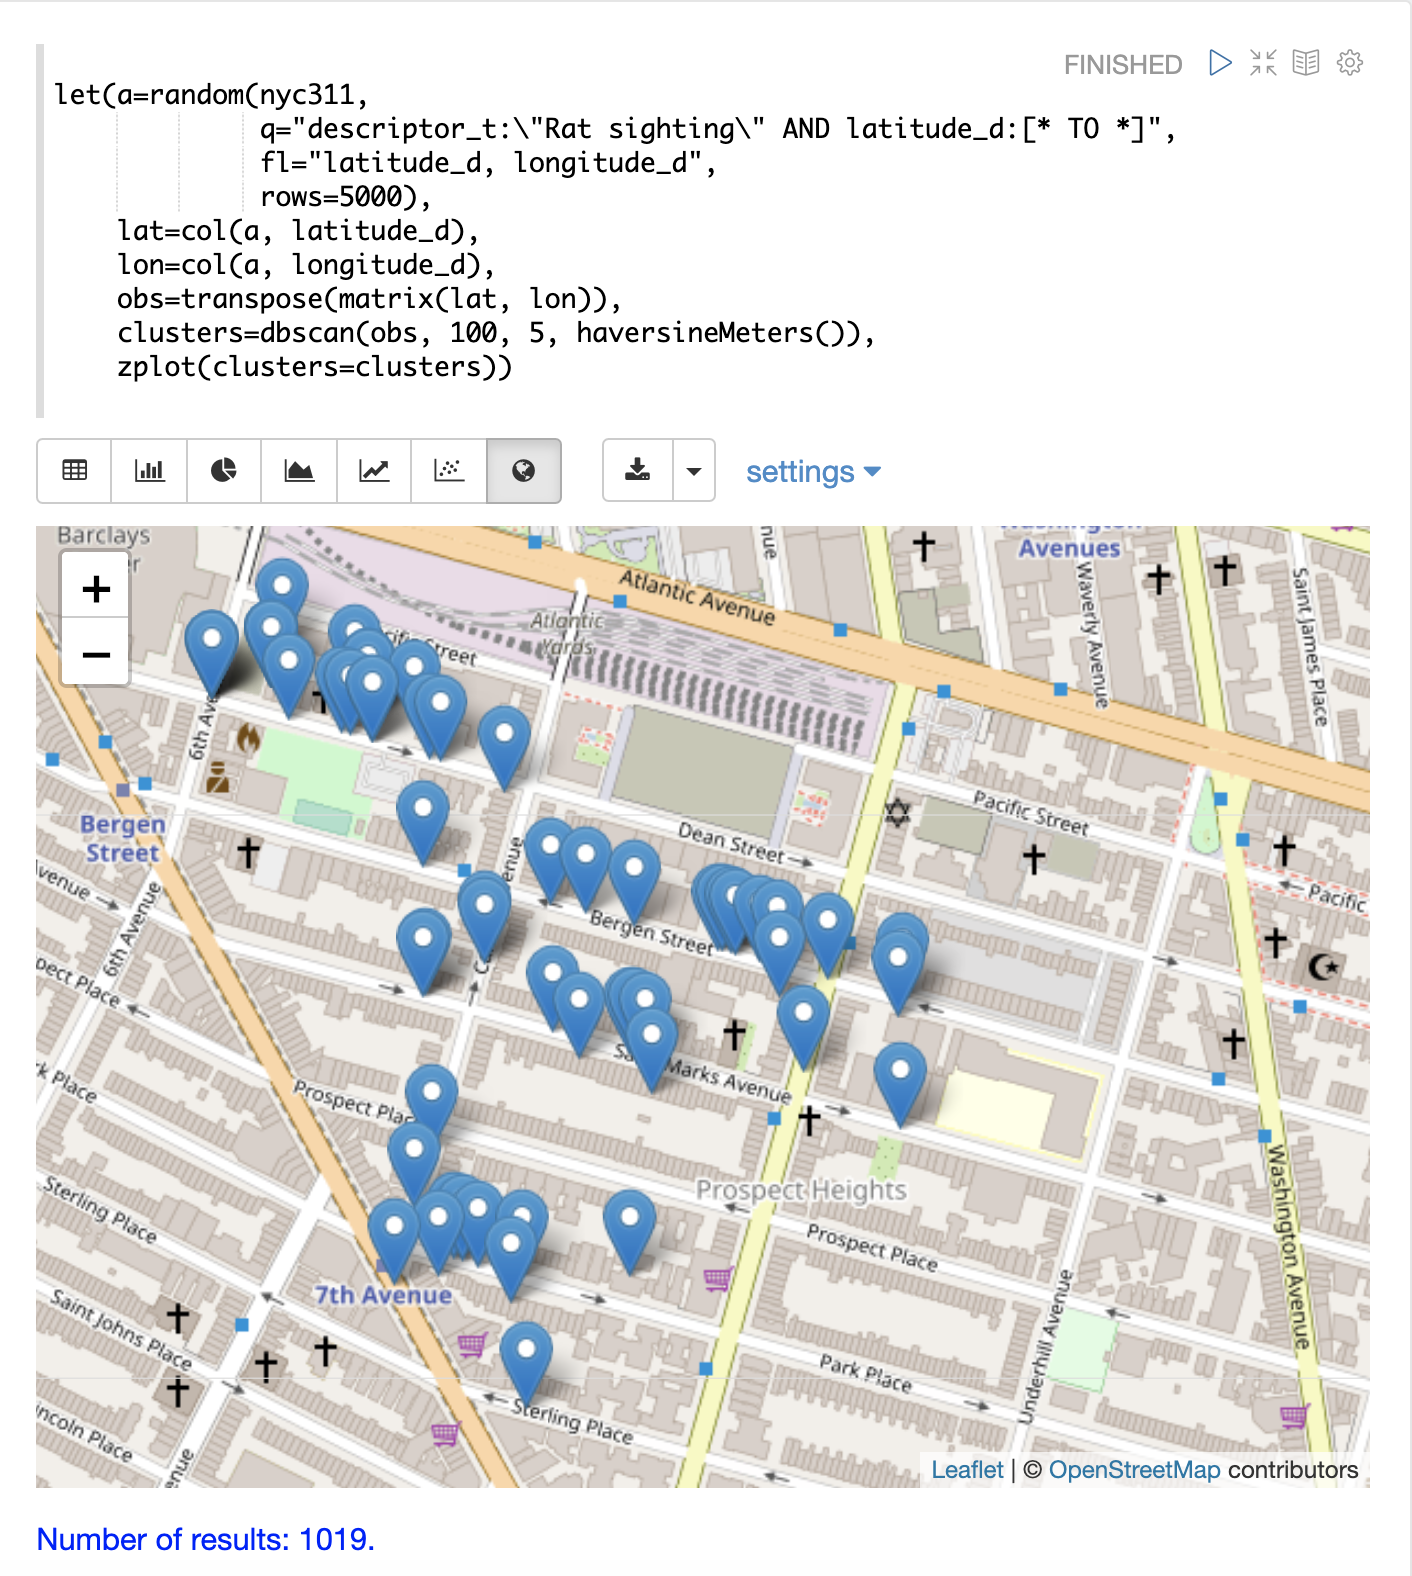 FINISHED
let(a=random(nyc311,
q="descriptor_t:\"Rat sighting\" AND latitude_d:[* TO *]",
fl="latitude_d, longitude_d",
rows=5000),
lat=col(a, latitude_d),
lon=col(a, longitude_d),
obs=transpose(matrix(lat, lon)),
clusters=dbscan(obs, 100, 5, haversineMeters()),
zplot(clusters=clusters))
settings
Barclays
+
−
Avenues
Atlantic Avenue
Atlantic
Yards
Waverly Avenue
Saint James Place
6th Ave
Bergen
Street
Pacific Street
Dean Street
Pacific
6th Avenue
Bergen Street
Marks Avenue
Prospect Place
Sterling Place
Prospect Heights
Prospect Place
Washington Avenue
7th Avenue
Saint Johns Place
Underhill Avenue
Park Place
Sterling Place
Leaflet | © OpenStreetMap contributors
Number of results: 1019.